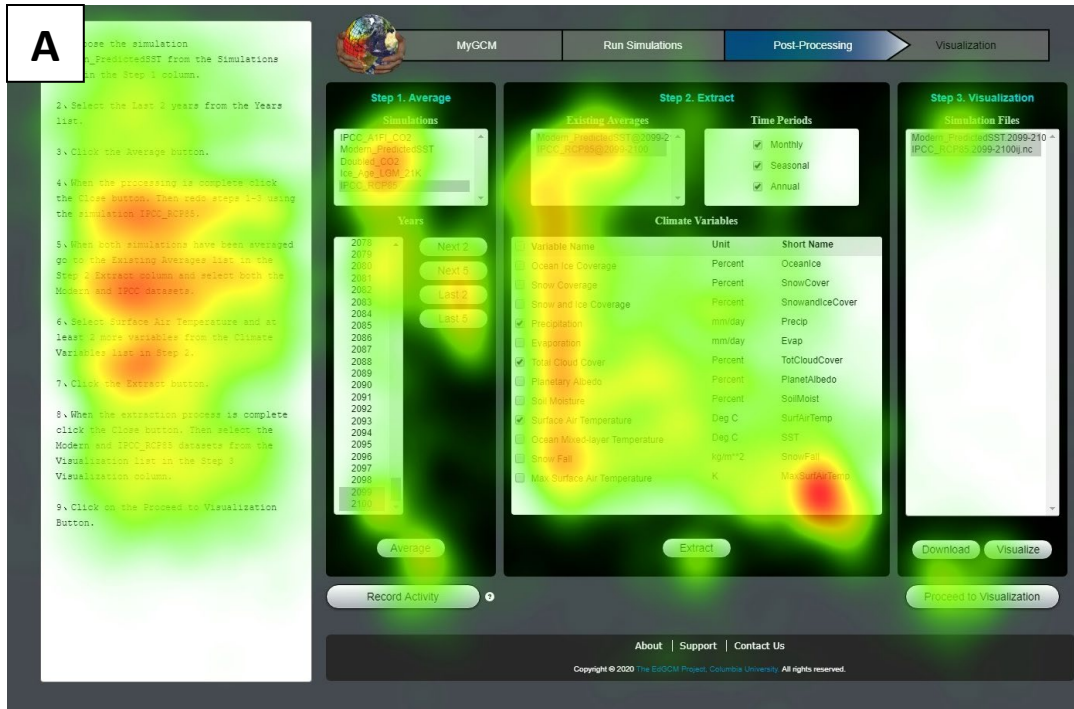 A
ose the simulation
n_PredictedSST from the Simulations
in the Step 1 column.
2. Select the Last 2 years from the Years
list.
3. Click the Average button.
4. When the processing is complete click
the Close button. Then redo steps 1-3 using
the simulation IPCC_RCP85.
5. When both simulations have been averaged
go to the Existing Averages list in the
Step 2 Extract column and select both the
Modern and IPCC datasets.
6. Select Surface Air Temperature and at
least 2 more variables from the Climate
Variables list in Step 2.
7. Click the Extract button.
8. When the extraction process is complete
click the Close button. Then select the
Modern and IPCC_RCP85 datasets from the
Visualization list in the Step 3
Visualization column.
9. Click on the Proceed to Visualization
Button.
MyGCM
Run Simulations
Post-Processing
Visualization
Step 1. Average
Simulations
IPCC_A1FI_CO2
Modern_PredictedSST
Doubled_CO2
Ice_Age_LGM_21K
IPCC_RCP85
Years
2078
2079
2080
2081
2082
2083
2084
2085
2086
2087
2088
2089
2090
2091
2092
2093
2094
2095
2096
2097
2098
2099
2100
Next 2
Next 5
Last 2
Last 5
Average
Record Activity ?
Step 2. Extract
Existing Averages
Modern_PredictedSST@2099-2
IPCC_RCP85@2099-2100
Time Periods
Monthly
Seasonal
Annual
Climate Variables
Variable Name Unit Short Name
Ocean Ice Coverage Percent OceanIce
Snow Coverage Percent SnowCover
Snow and Ice Coverage Percent SnowandIceCover
Precipitation mm/day Precip
Evaporation mm/day Evap
Total Cloud Cover Percent TotCloudCover
Planetary Albedo Percent PlanetAlbedo
Soil Moisture Percent SoilMoist
Surface Air Temperature Deg C SurfAirTemp
Ocean Mixed-layer Temperature Deg C SST
Snow Fall kg/m**2 SnowFall
Max Surface Air Temperature K MaxSurfAirTemp
Extract
Step 3. Visualization
Simulation Files
Modern_PredictedSST.2099-210
IPCC_RCP85.2099-2100ij.nc
Download
Visualize
Proceed to Visualization
About | Support | Contact Us
Copyright © 2020 The EdGCM Project, Columbia University. All rights reserved.